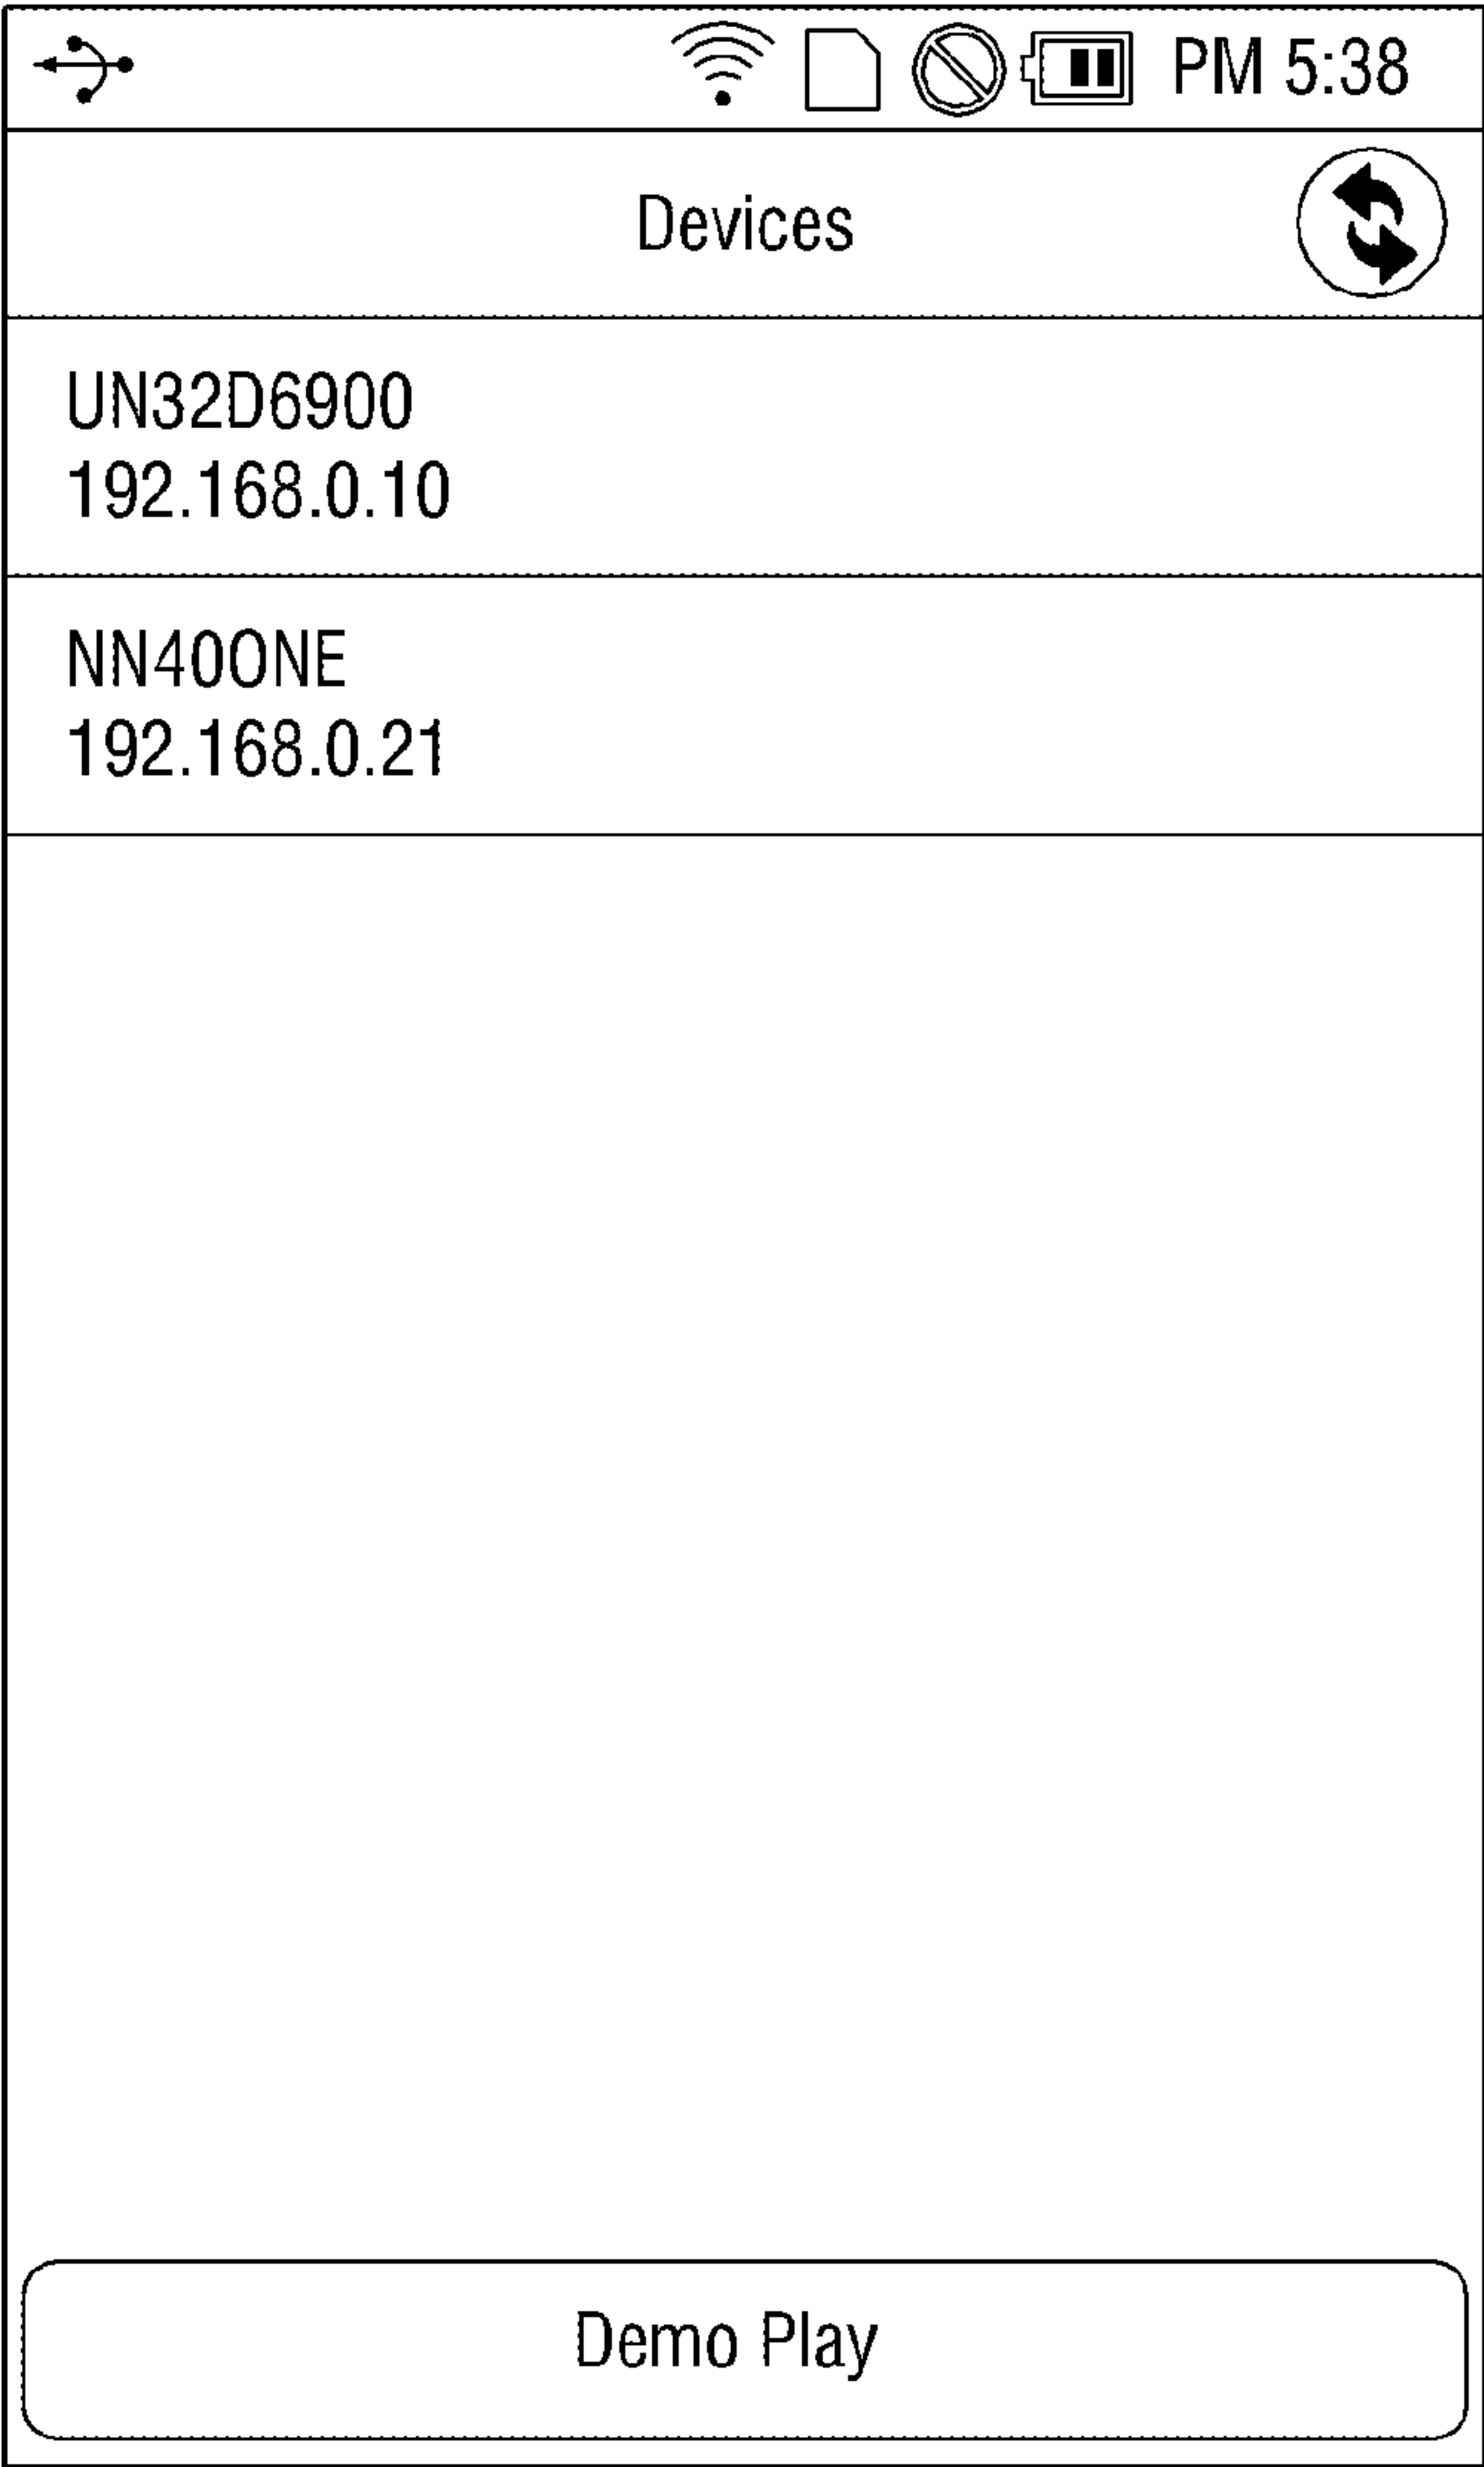 PM 5:38
Devices
UN32D6900
192.168.0.10
NN40ONE
192.168.0.21
Demo Play